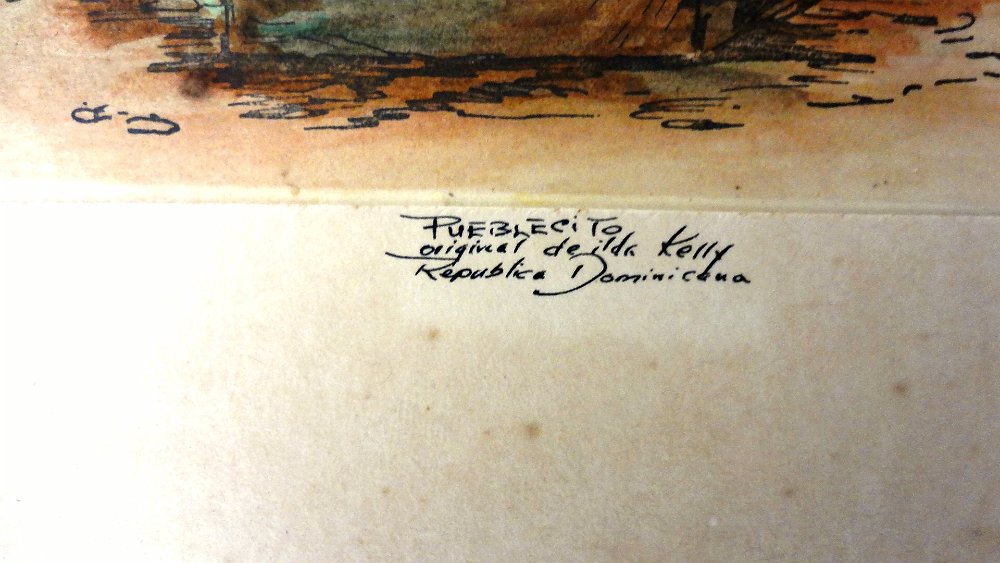 PUEBLECiTO
original de ilda Kelly
Republica Dominicana